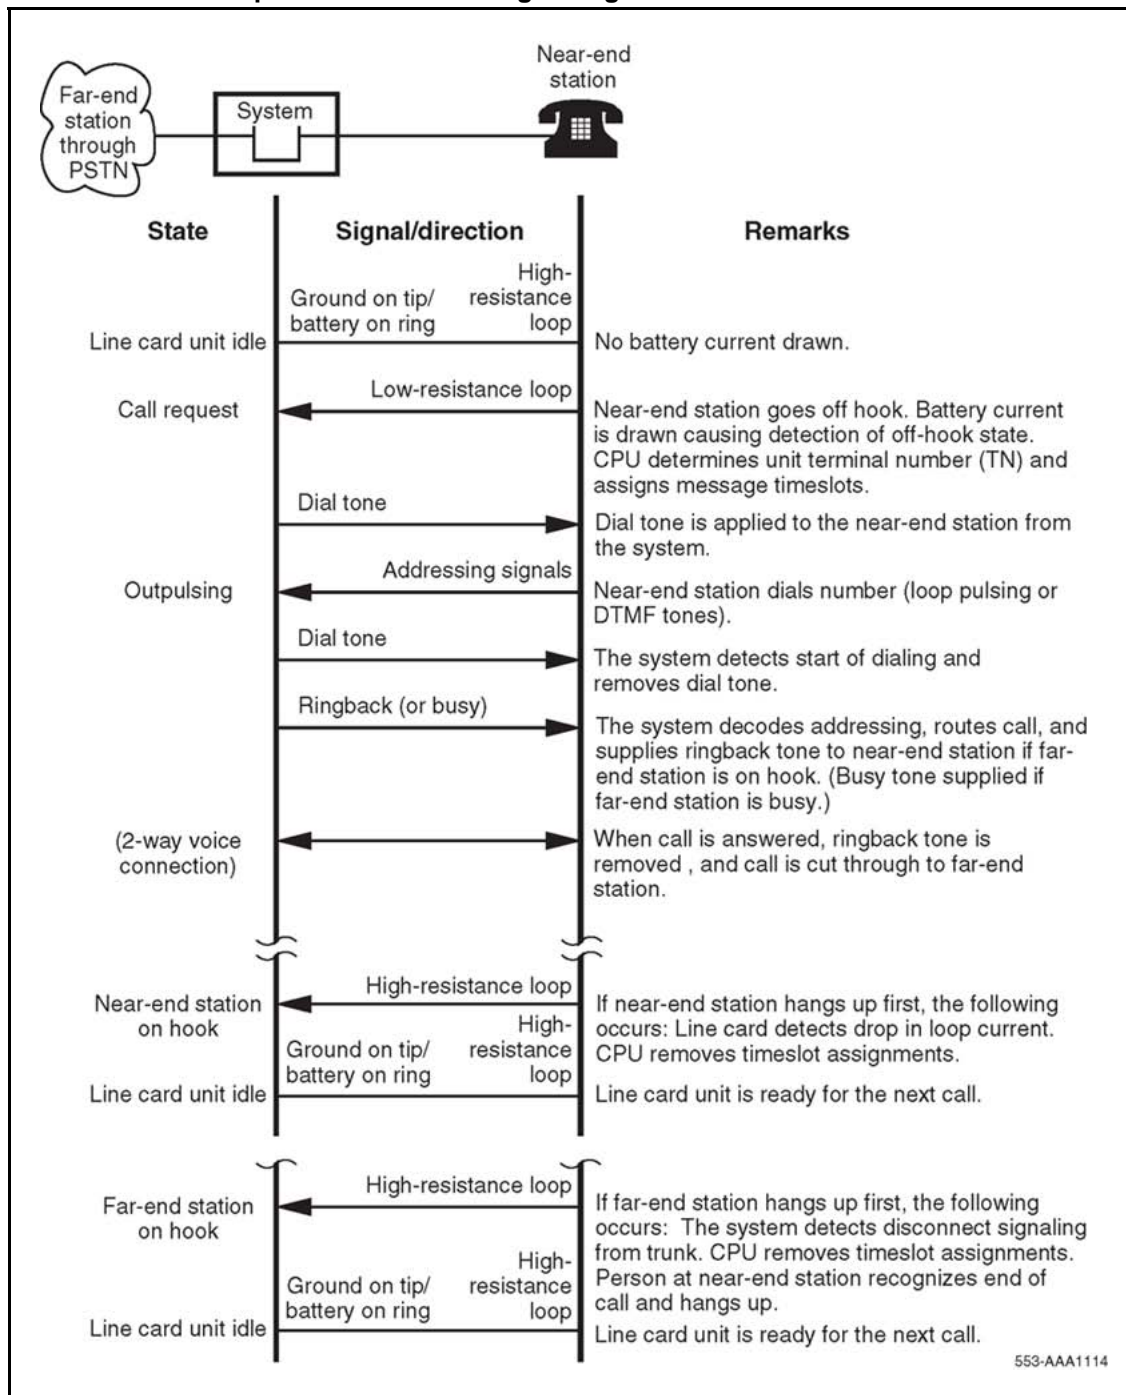 Near-end
station
Far-end
station
through
PSTN
System
State
Signal/direction
Remarks
Ground on tip/
battery on ring
High-
resistance
loop
Line card unit idle
No battery current drawn.
Low-resistance loop
Call request
Near-end station goes off hook. Battery current
is drawn causing detection of off-hook state.
CPU determines unit terminal number (TN) and
assigns message timeslots.
Dial tone
Dial tone is applied to the near-end station from
the system.
Addressing signals
Outpulsing
Near-end station dials number (loop pulsing or
DTMF tones).
Dial tone
The system detects start of dialing and
removes dial tone.
Ringback (or busy)
The system decodes addressing, routes call, and
supplies ringback tone to near-end station if far-
end station is on hook. (Busy tone supplied if
far-end station is busy.)
(2-way voice
connection)
When call is answered, ringback tone is
removed , and call is cut through to far-end
station.
High-resistance loop
Near-end station
on hook
If near-end station hangs up first, the following
occurs: Line card detects drop in loop current.
CPU removes timeslot assignments.
Ground on tip/
battery on ring
High-
resistance
loop
Line card unit idle
Line card unit is ready for the next call.
High-resistance loop
Far-end station
on hook
If far-end station hangs up first, the following
occurs: The system detects disconnect signaling
from trunk. CPU removes timeslot assignments.
Person at near-end station recognizes end of
call and hangs up.
Ground on tip/
battery on ring
High-
resistance
loop
Line card unit idle
Line card unit is ready for the next call.
553-AAA1114